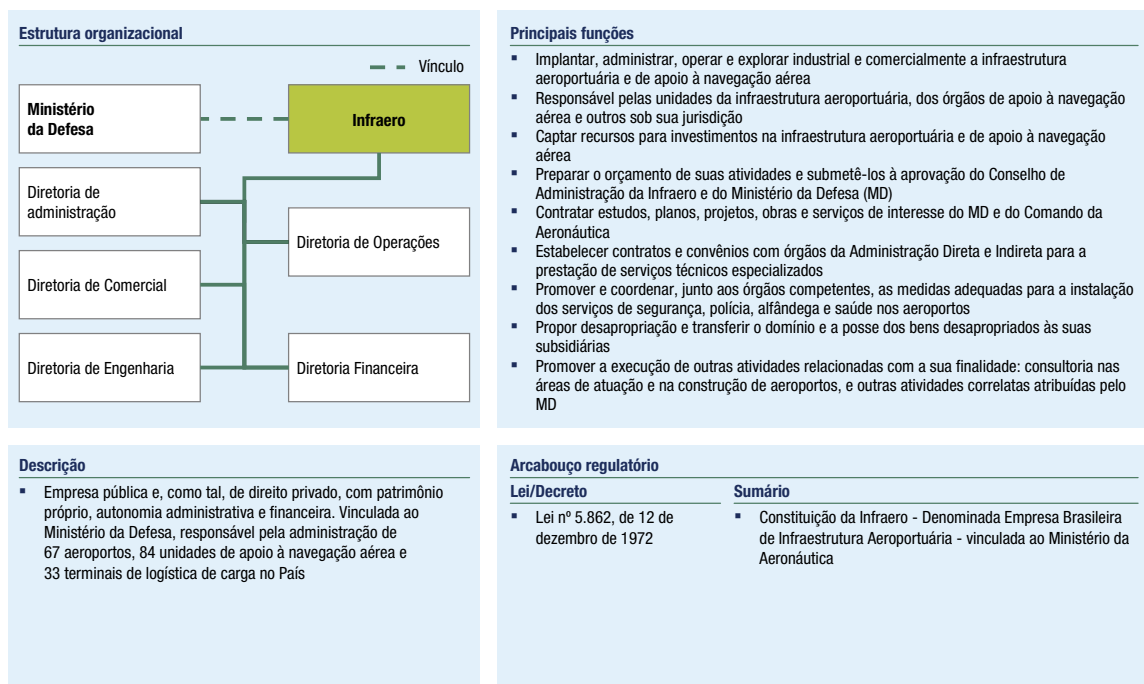 Estrutura organizacional
Vínculo
Ministério
da Defesa
Infraero
Diretoria de
administração
Diretoria de Operações
Diretoria de Comercial
Diretoria de Engenharia
Diretoria Financeira
Principais funções
▪ Implantar, administrar, operar e explorar industrial e comercialmente a infraestrutura
aeroportuária e de apoio à navegação aérea
▪ Responsável pelas unidades da infraestrutura aeroportuária, dos órgãos de apoio à navegação
aérea e outros sob sua jurisdição
▪ Captar recursos para investimentos na infraestrutura aeroportuária e de apoio à navegação
aérea
▪ Preparar o orçamento de suas atividades e submetê-los à aprovação do Conselho de
Administração da Infraero e do Ministério da Defesa (MD)
▪ Contratar estudos, planos, projetos, obras e serviços de interesse do MD e do Comando da
Aeronáutica
▪ Estabelecer contratos e convênios com órgãos da Administração Direta e Indireta para a
prestação de serviços técnicos especializados
▪ Promover e coordenar, junto aos órgãos competentes, as medidas adequadas para a instalação
dos serviços de segurança, polícia, alfândega e saúde nos aeroportos
▪ Propor desapropriação e transferir o domínio e a posse dos bens desapropriados às suas
subsidiárias
▪ Promover a execução de outras atividades relacionadas com a sua finalidade: consultoria nas
áreas de atuação e na construção de aeroportos, e outras atividades correlatas atribuídas pelo
MD
Descrição
▪ Empresa pública e, como tal, de direito privado, com patrimônio
próprio, autonomia administrativa e financeira. Vinculada ao
Ministério da Defesa, responsável pela administração de
67 aeroportos, 84 unidades de apoio à navegação aérea e
33 terminais de logística de carga no País
Arcabouço regulatório
Lei/Decreto
▪ Lei nº 5.862, de 12 de
dezembro de 1972
Sumário
▪ Constituição da Infraero - Denominada Empresa Brasileira
de Infraestrutura Aeroportuária - vinculada ao Ministério da
Aeronáutica